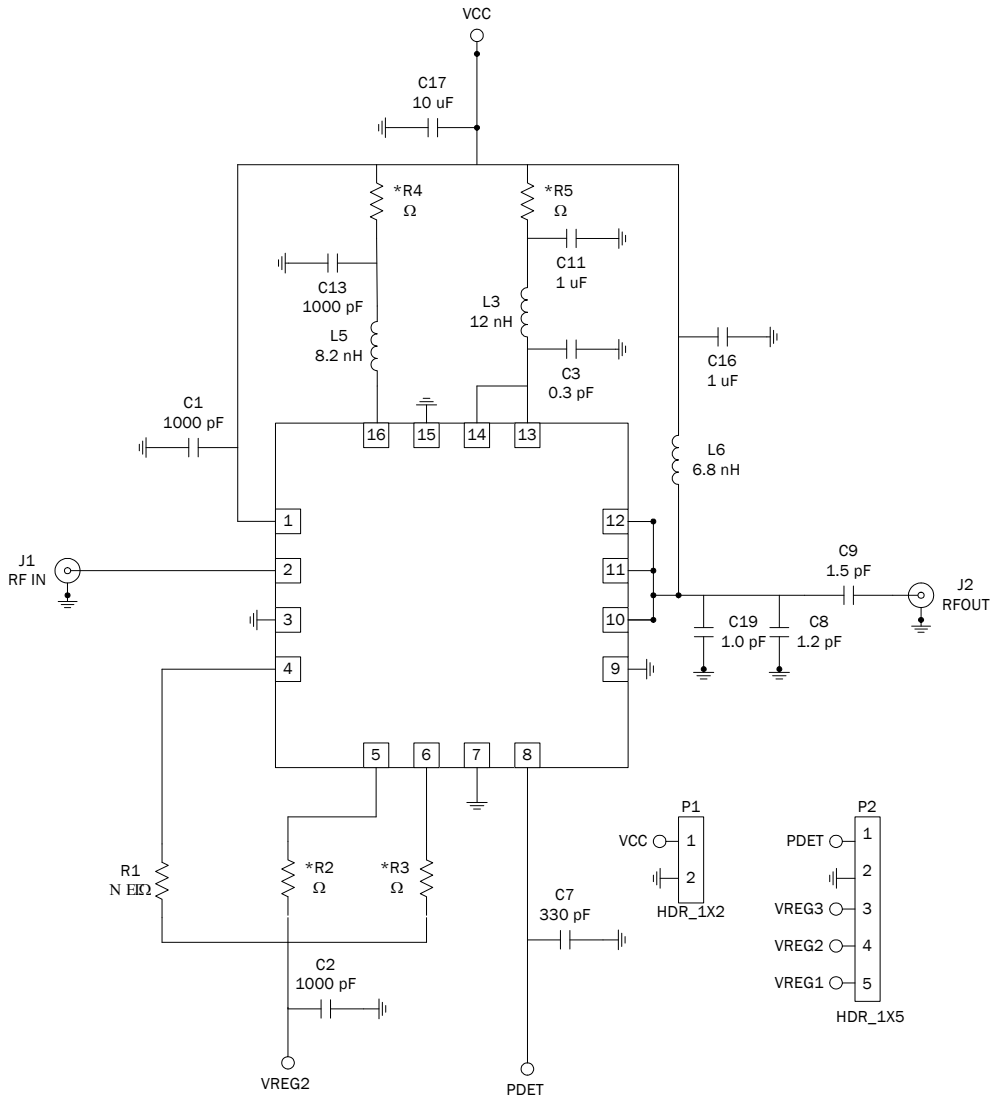 VCC
C17
10 uF
*R4
Ω
*R5
Ω
C13
1000 pF
C11
1 uF
L3
12 nH
L5
8.2 nH
C3
0.3 pF
C16
1 uF
C1
1000 pF
L6
6.8 nH
16
15
14
13
1
2
3
4
12
11
10
9
5
6
7
8
J1
RF IN
C9
1.5 pF
J2
RFOUT
C19
1.0 pF
C8
1.2 pF
R1
Ω
*R2
Ω
*R3
Ω
C7
330 pF
C2
1000 pF
VREG2
PDET
P1
VCC
1
2
HDR_1X2
P2
PDET
1
2
VREG3
3
VREG2
4
VREG1
5
HDR_1X5